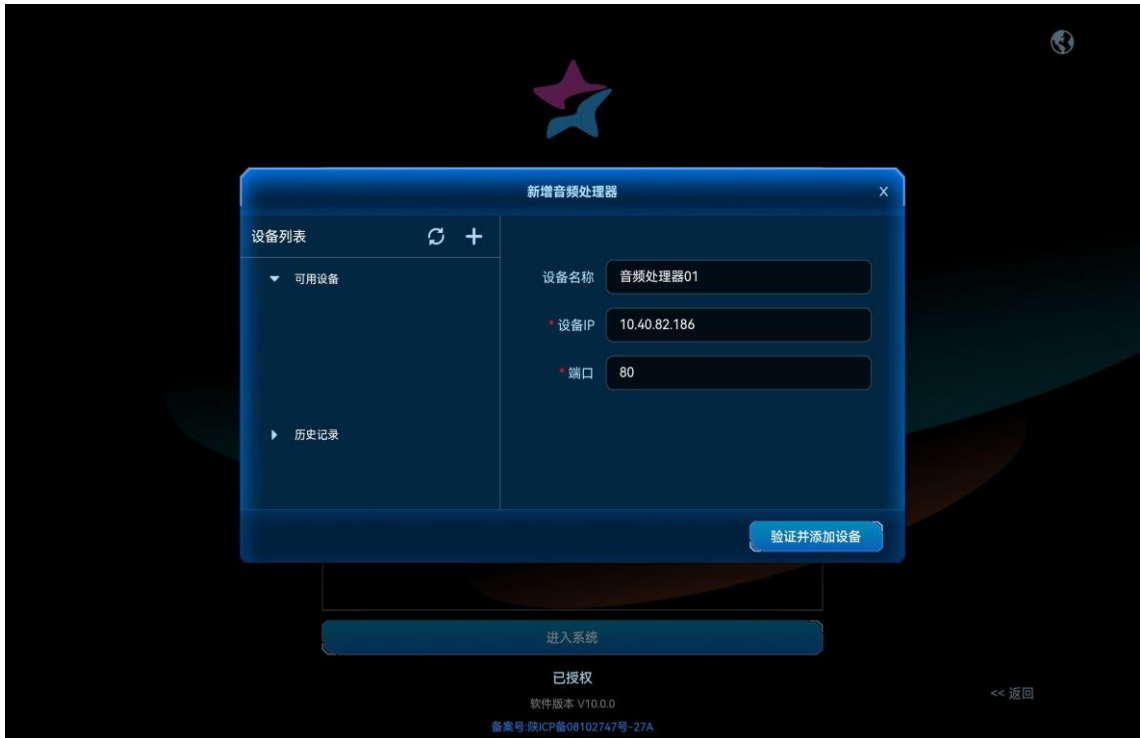 新增音频处理器 X
设备列表
可用设备
历史记录
设备名称 音频处理器01
* 设备IP 10.40.82.186
* 端口 80
验证并添加设备
进入系统
已授权
软件版本 V10.0.0
<< 返回
备案号:陕ICP备08102747号-27A